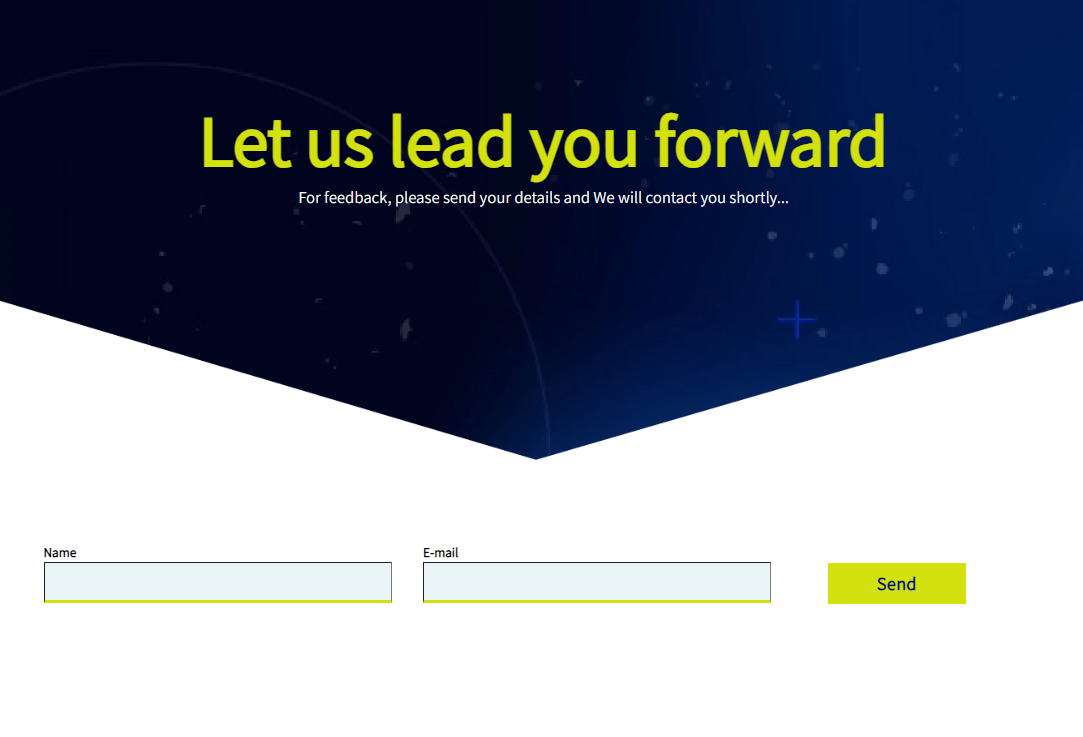 Let us lead you forward
For feedback, please send your details and We will contact you shortly...
Name
E-mail
Send